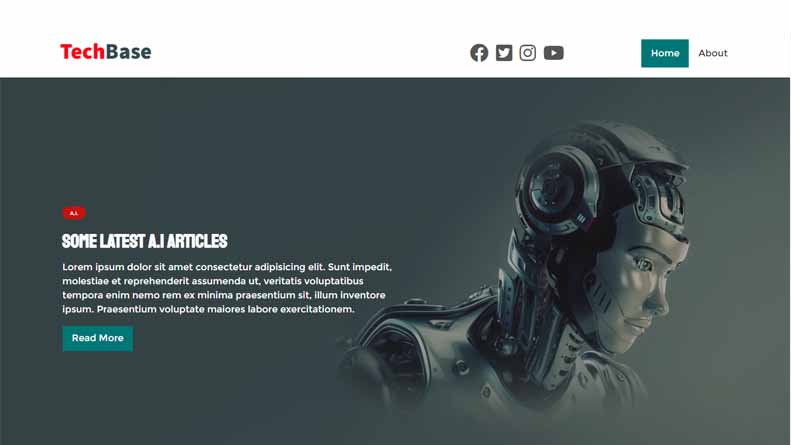 TechBase
Home
About
A.I.
SOME LATEST A.I ARTICLES
Lorem ipsum dolor sit amet consectetur adipisicing elit. Sunt impedit,
molestiae et reprehenderit assumenda ut, veritatis voluptatibus
tempora enim nemo rem ex minima praesentium sit, illum inventore
ipsum. Praesentium voluptate maiores labore exercitationem.
Read More